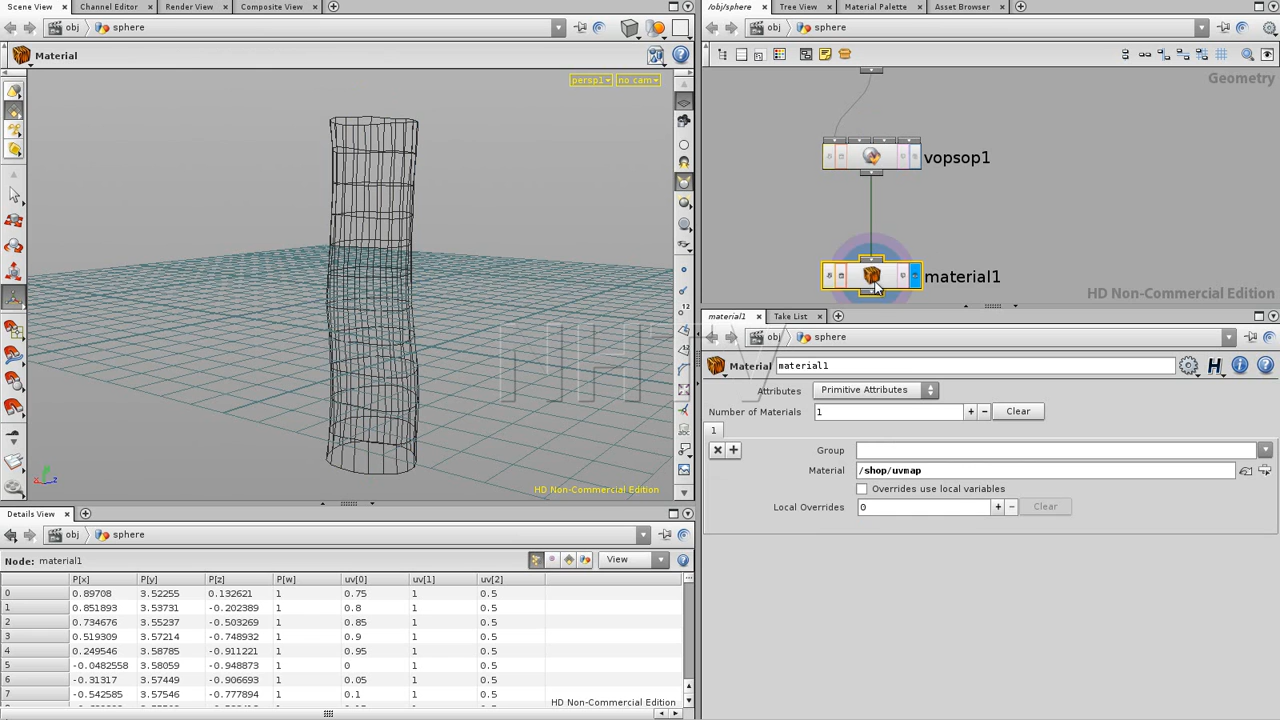 Scene View
Channel Editor
Render View
Composite View
obj
sphere
Material
persp1
no cam
12
HD Non-Commercial Edition
Details View
obj
sphere
Node: material1
View
P[x] P[y] P[z] P[w] uv[0] uv[1] uv[2]
0 0.89708 3.52255 0.132621 1 0.75 1 0.5
1 0.851893 3.53731 -0.202389 1 0.8 1 0.5
2 0.734676 3.55237 -0.503269 1 0.85 1 0.5
3 0.519309 3.57214 -0.748932 1 0.9 1 0.5
4 0.249546 3.58785 -0.911221 1 0.95 1 0.5
5 -0.0482558 3.58059 -0.948873 1 0 1 0.5
6 -0.31317 3.57449 -0.906693 1 0.05 1 0.5
7 -0.542585 3.57546 -0.777894 1 0.1 1 0.5
HD Non-Commercial Edition
/obj/sphere
Tree View
Material Palette
Asset Browser
obj
sphere
Geometry
vopsop1
material1
HD Non-Commercial Edition
material1
Take List
obj
sphere
Material material1
Attributes Primitive Attributes
Number of Materials 1 Clear
1
Group
Material /shop/uvmap
Overrides use local variables
Local Overrides 0 Clear
NHTV